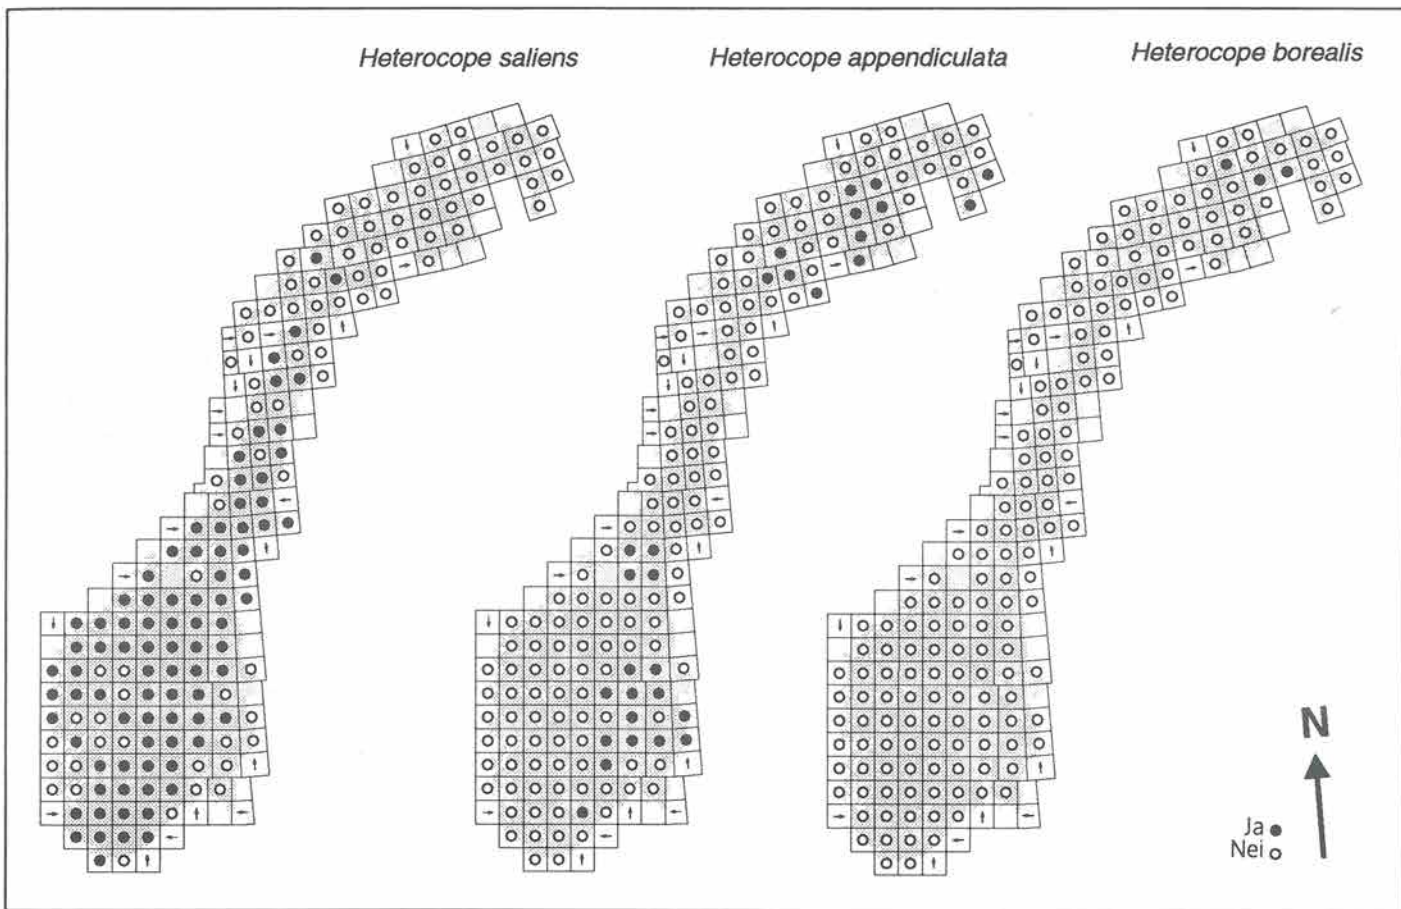 Heterocope saliens
Heterocope appendiculata
Heterocope borealis
N
Ja
Nei